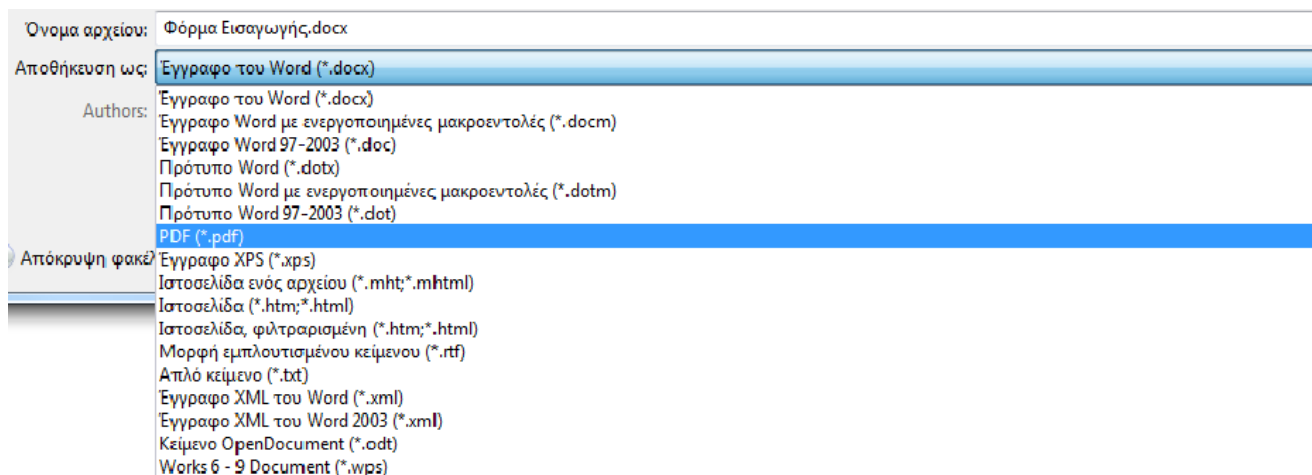 Όνομα αρχείου: Φόρμα Εισαγωγής.docx
Αποθήκευση ως: Έγγραφο του Word (*.docx)
Έγγραφο του Word (*.docx)
Authors:
Έγγραφο Word με ενεργοποιημένες μακροεντολές (*.docm)
Έγγραφο Word 97-2003 (*.doc)
Πρότυπο Word (*.dotx)
Πρότυπο Word με ενεργοποιημένες μακροεντολές (*.dotm)
Πρότυπο Word 97-2003 (*.dot)
PDF (*.pdf)
Απόκρυψη φακέλ
Έγγραφο XPS (*.xps)
Ιστοσελίδα ενός αρχείου (*.mht;*.mhtml)
Ιστοσελίδα (*.htm;*.html)
Ιστοσελίδα, φιλτραρισμένη (*.htm;*.html)
Μορφή εμπλουτισμένου κείμενου (*.rtf)
Απλό κείμενο (*.txt)
Έγγραφο XML του Word (*.xml)
Έγγραφο XML του Word 2003 (*.xml)
Κείμενο OpenDocument (*.odt)
Works 6 - 9 Document (*.wps)